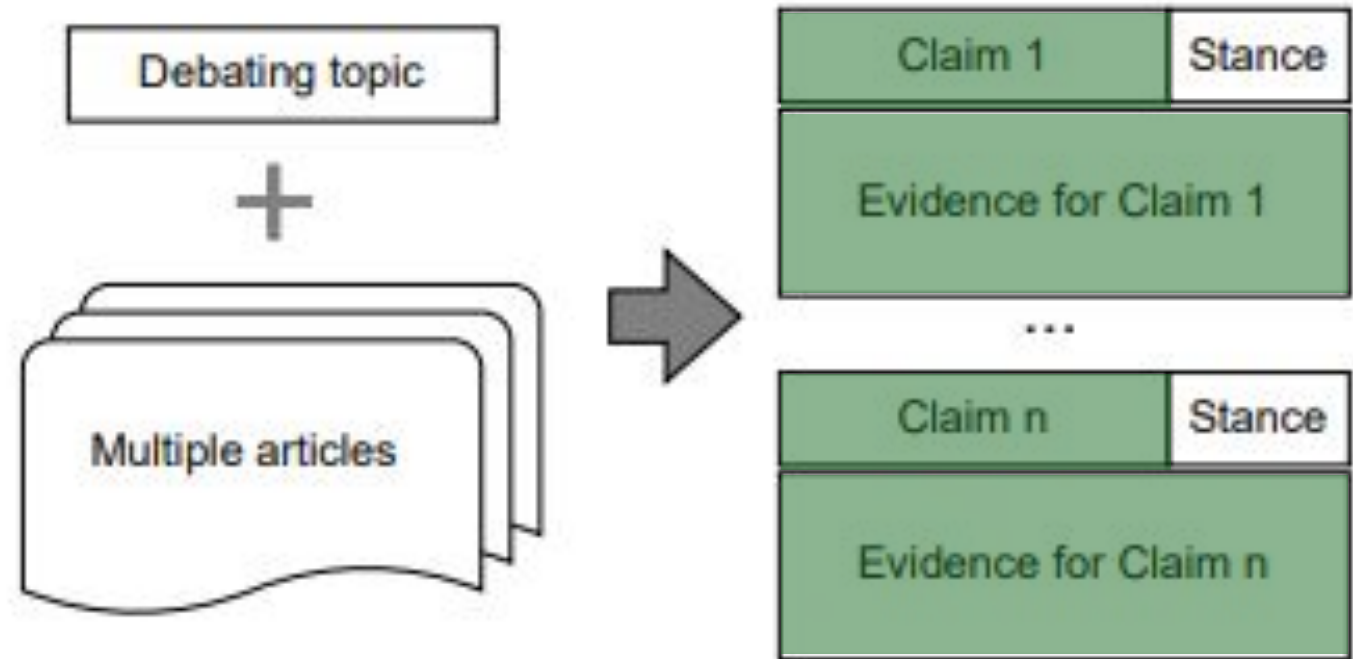 Debating topic
Multiple articles
Claim 1
Stance
Evidence for Claim 1
...
Claim n
Stance
Evidence for Claim n